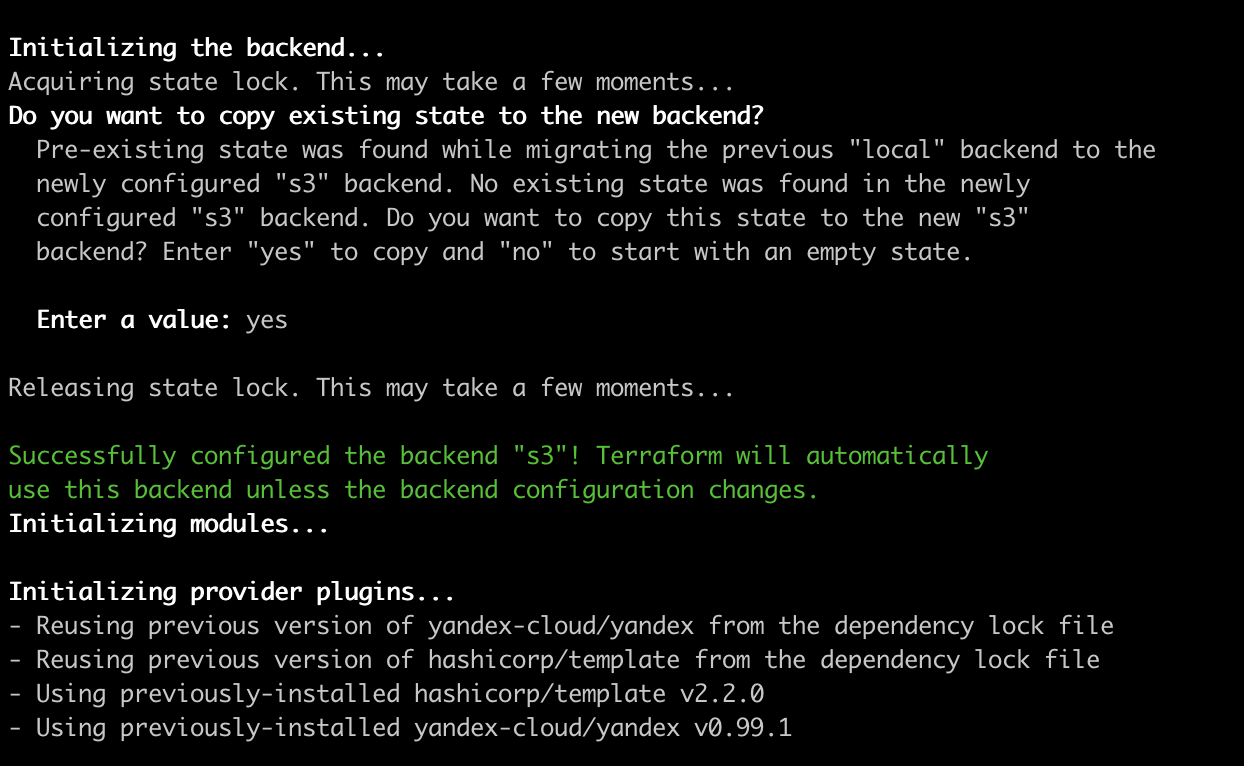 Initializing the backend...
Acquiring state lock. This may take a few moments...
Do you want to copy existing state to the new backend?
Pre-existing state was found while migrating the previous "local" backend to the
newly configured "s3" backend. No existing state was found in the newly
configured "s3" backend. Do you want to copy this state to the new "s3"
backend? Enter "yes" to copy and "no" to start with an empty state.
Enter a value: yes
Releasing state lock. This may take a few moments...
Successfully configured the backend "s3"! Terraform will automatically
use this backend unless the backend configuration changes.
Initializing modules...
Initializing provider plugins...
- Reusing previous version of yandex-cloud/yandex from the dependency lock file
- Reusing previous version of hashicorp/template from the dependency lock file
- Using previously-installed hashicorp/template v2.2.0
- Using previously-installed yandex-cloud/yandex v0.99.1